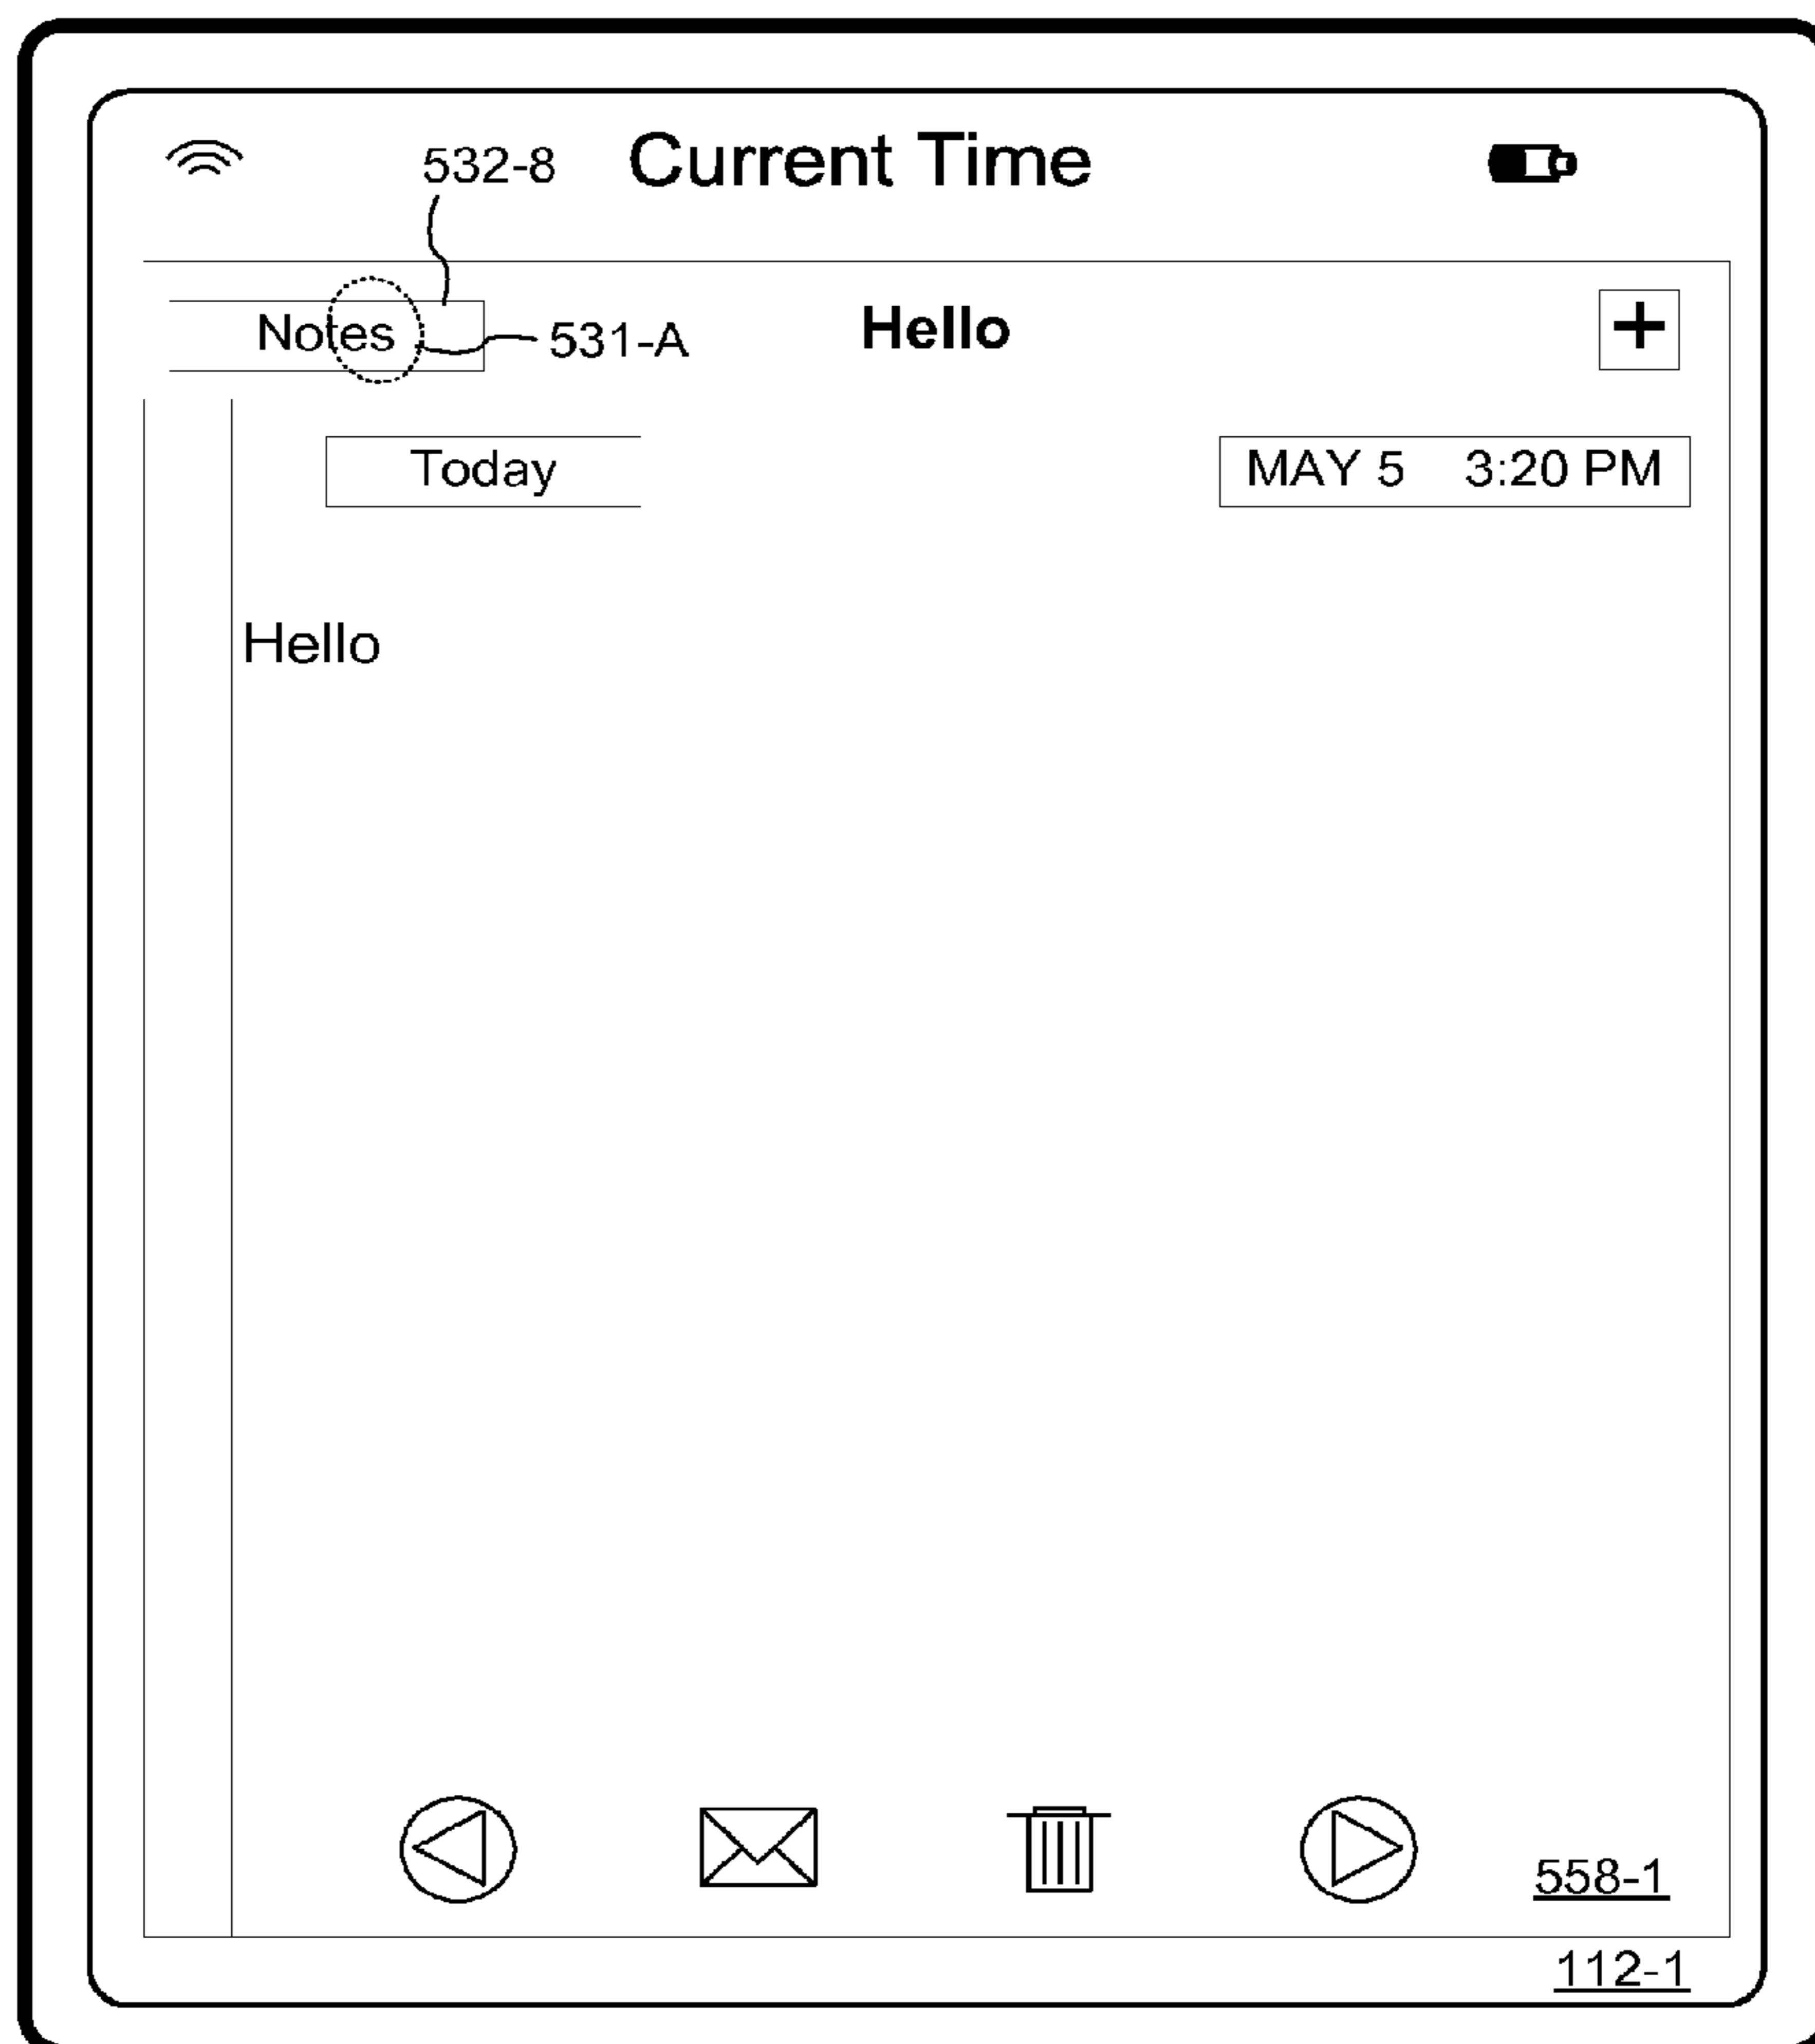 532-8 Current Time
Notes 531-A Hello +
Today MAY 5 3:20 PM
Hello
558-1
112-1